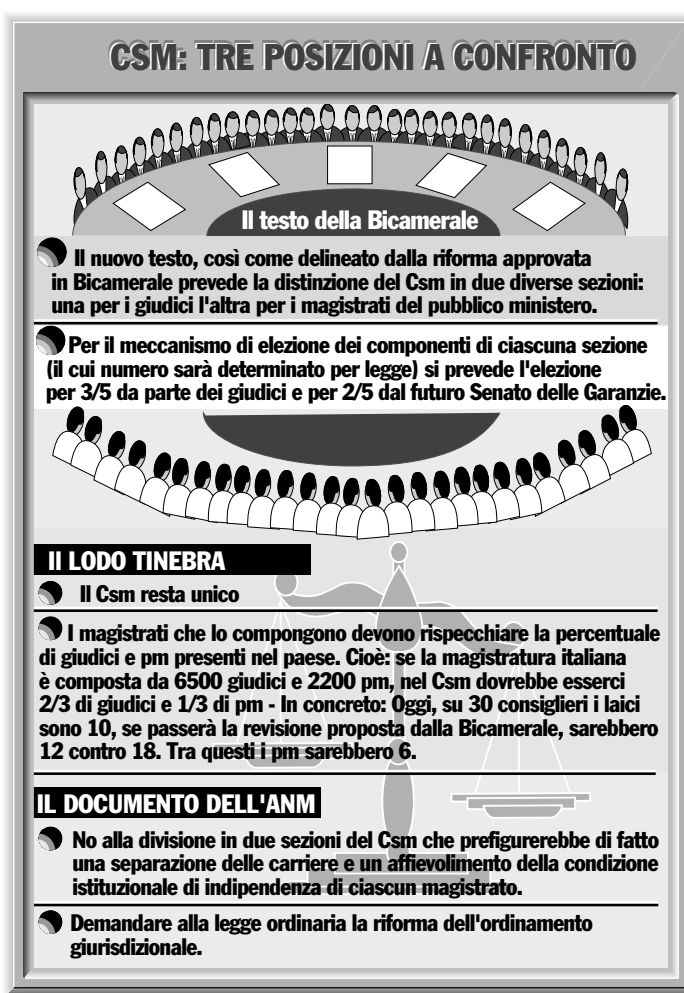 CSM: TRE POSIZIONI A CONFRONTO
Il testo della Bicamerale
Il nuovo testo, così come delineato dalla riforma approvata
in Bicamerale prevede la distinzione del Csm in due diverse sezioni:
una per i giudici l'altra per i magistrati del pubblico ministero.
Per il meccanismo di elezione dei componenti di ciascuna sezione
(il cui numero sarà determinato per legge) si prevede l'elezione
per 3/5 da parte dei giudici e per 2/5 dal futuro Senato delle Garanzie.
Il LODO TINEBRA
Il Csm resta unico
I magistrati che lo compongono devono rispecchiare la percentuale
di giudici e pm presenti nel paese. Cioè: se la magistratura italiana
è composta da 6500 giudici e 2200 pm, nel Csm dovrebbe esserci
2/3 di giudici e 1/3 di pm - In concreto: Oggi, su 30 consiglieri i laici
sono 10, se passerà la revisione proposta dalla Bicamerale, sarebbero
12 contro 18. Tra questi i pm sarebbero 6.
IL DOCUMENTO DELL'ANM
No alla divisione in due sezioni del Csm che prefigurerebbe di fatto
una separazione delle carriere e un affievolimento della condizione
istituzionale di indipendenza di ciascun magistrato.
Demandare alla legge ordinaria la riforma dell'ordinamento
giurisdizionale.